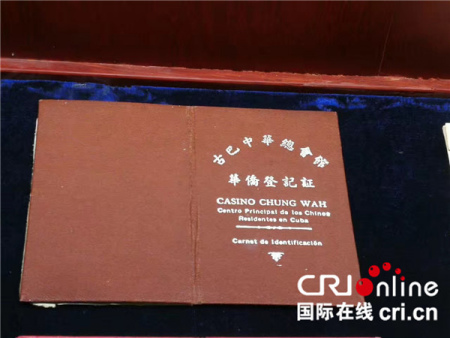 古巴中華總會館
華僑登記証
CASINO CHUNG WAH
Centro Principal de los Chinos
Residentes en Cuba
Carnet de Identificación
CRIonline
国际在线 cri.cn